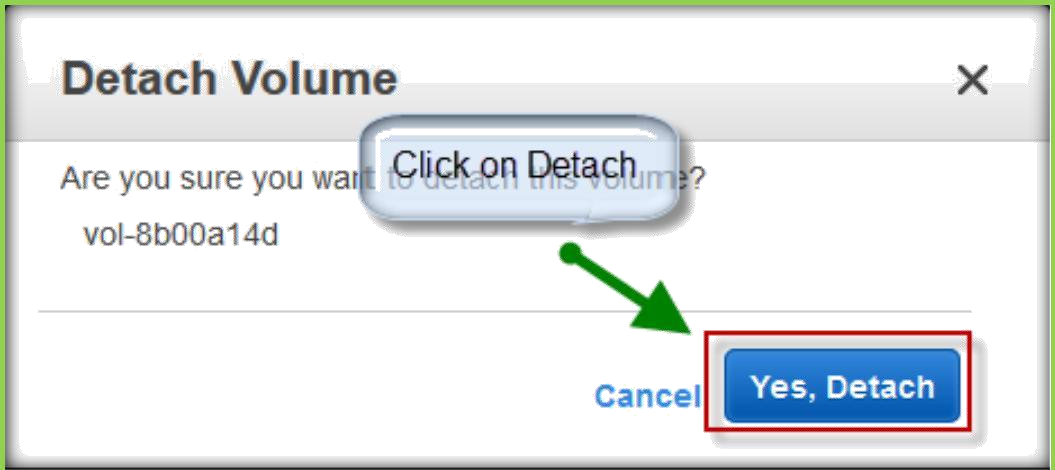 Detach Volume
Click on Detach
Are you sure you want to detach this volume?
vol-8b00a14d
Cancel
Yes, Detach